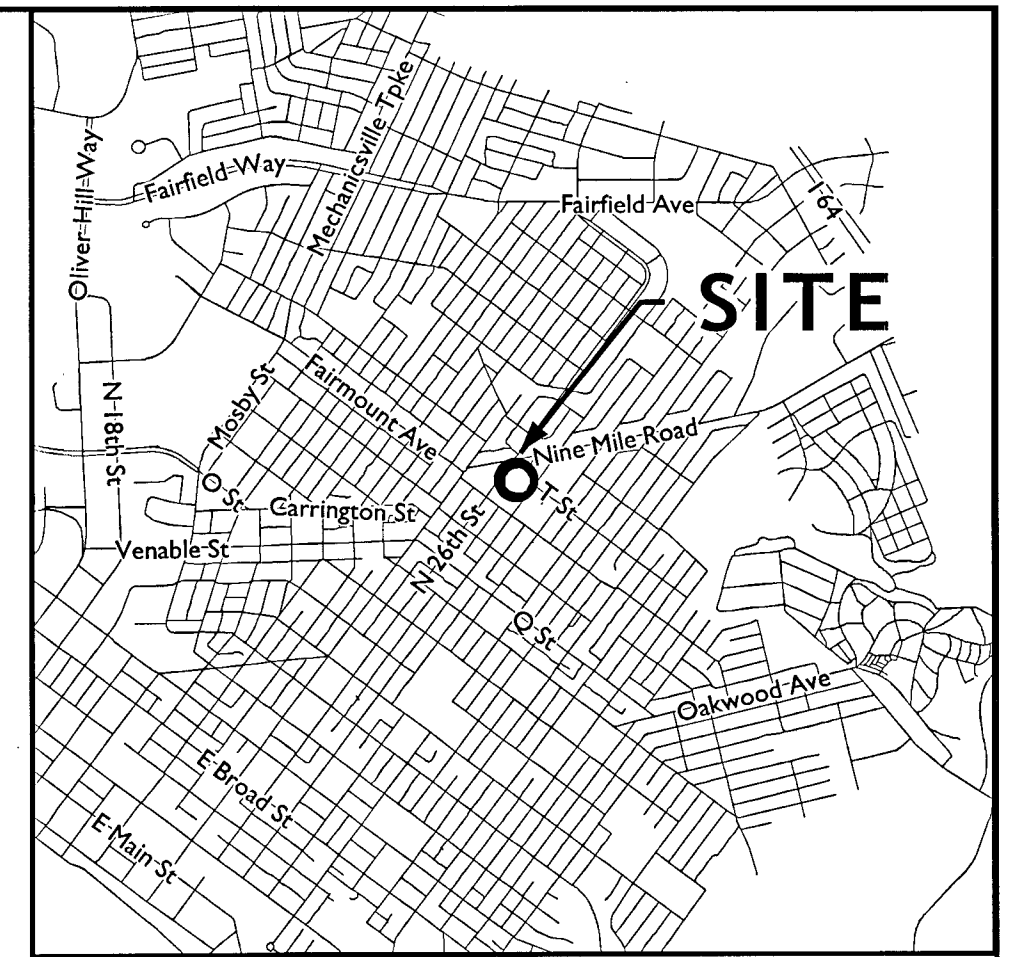 Mechanicsville Tpke
Oliver Hill Way
Fairfield Way
Fairfield Ave
I-64
SITE
Fairmount Ave
Mosby St
N 18th St
Nine Mile Road
O St
T St
Carrington St
N 26th St
Venable St
Q St
Oakwood Ave
E Broad St
E Main St